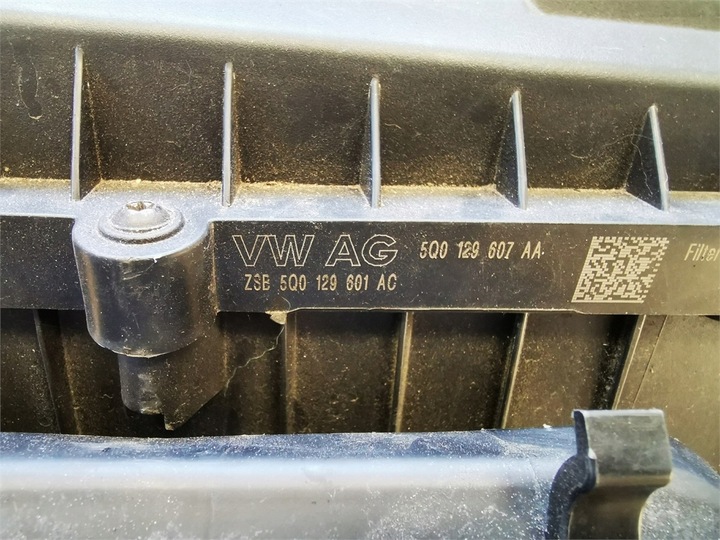 VW AG 5Q0 129 607 AA
ZSB 5Q0 129 601 AC
Filter